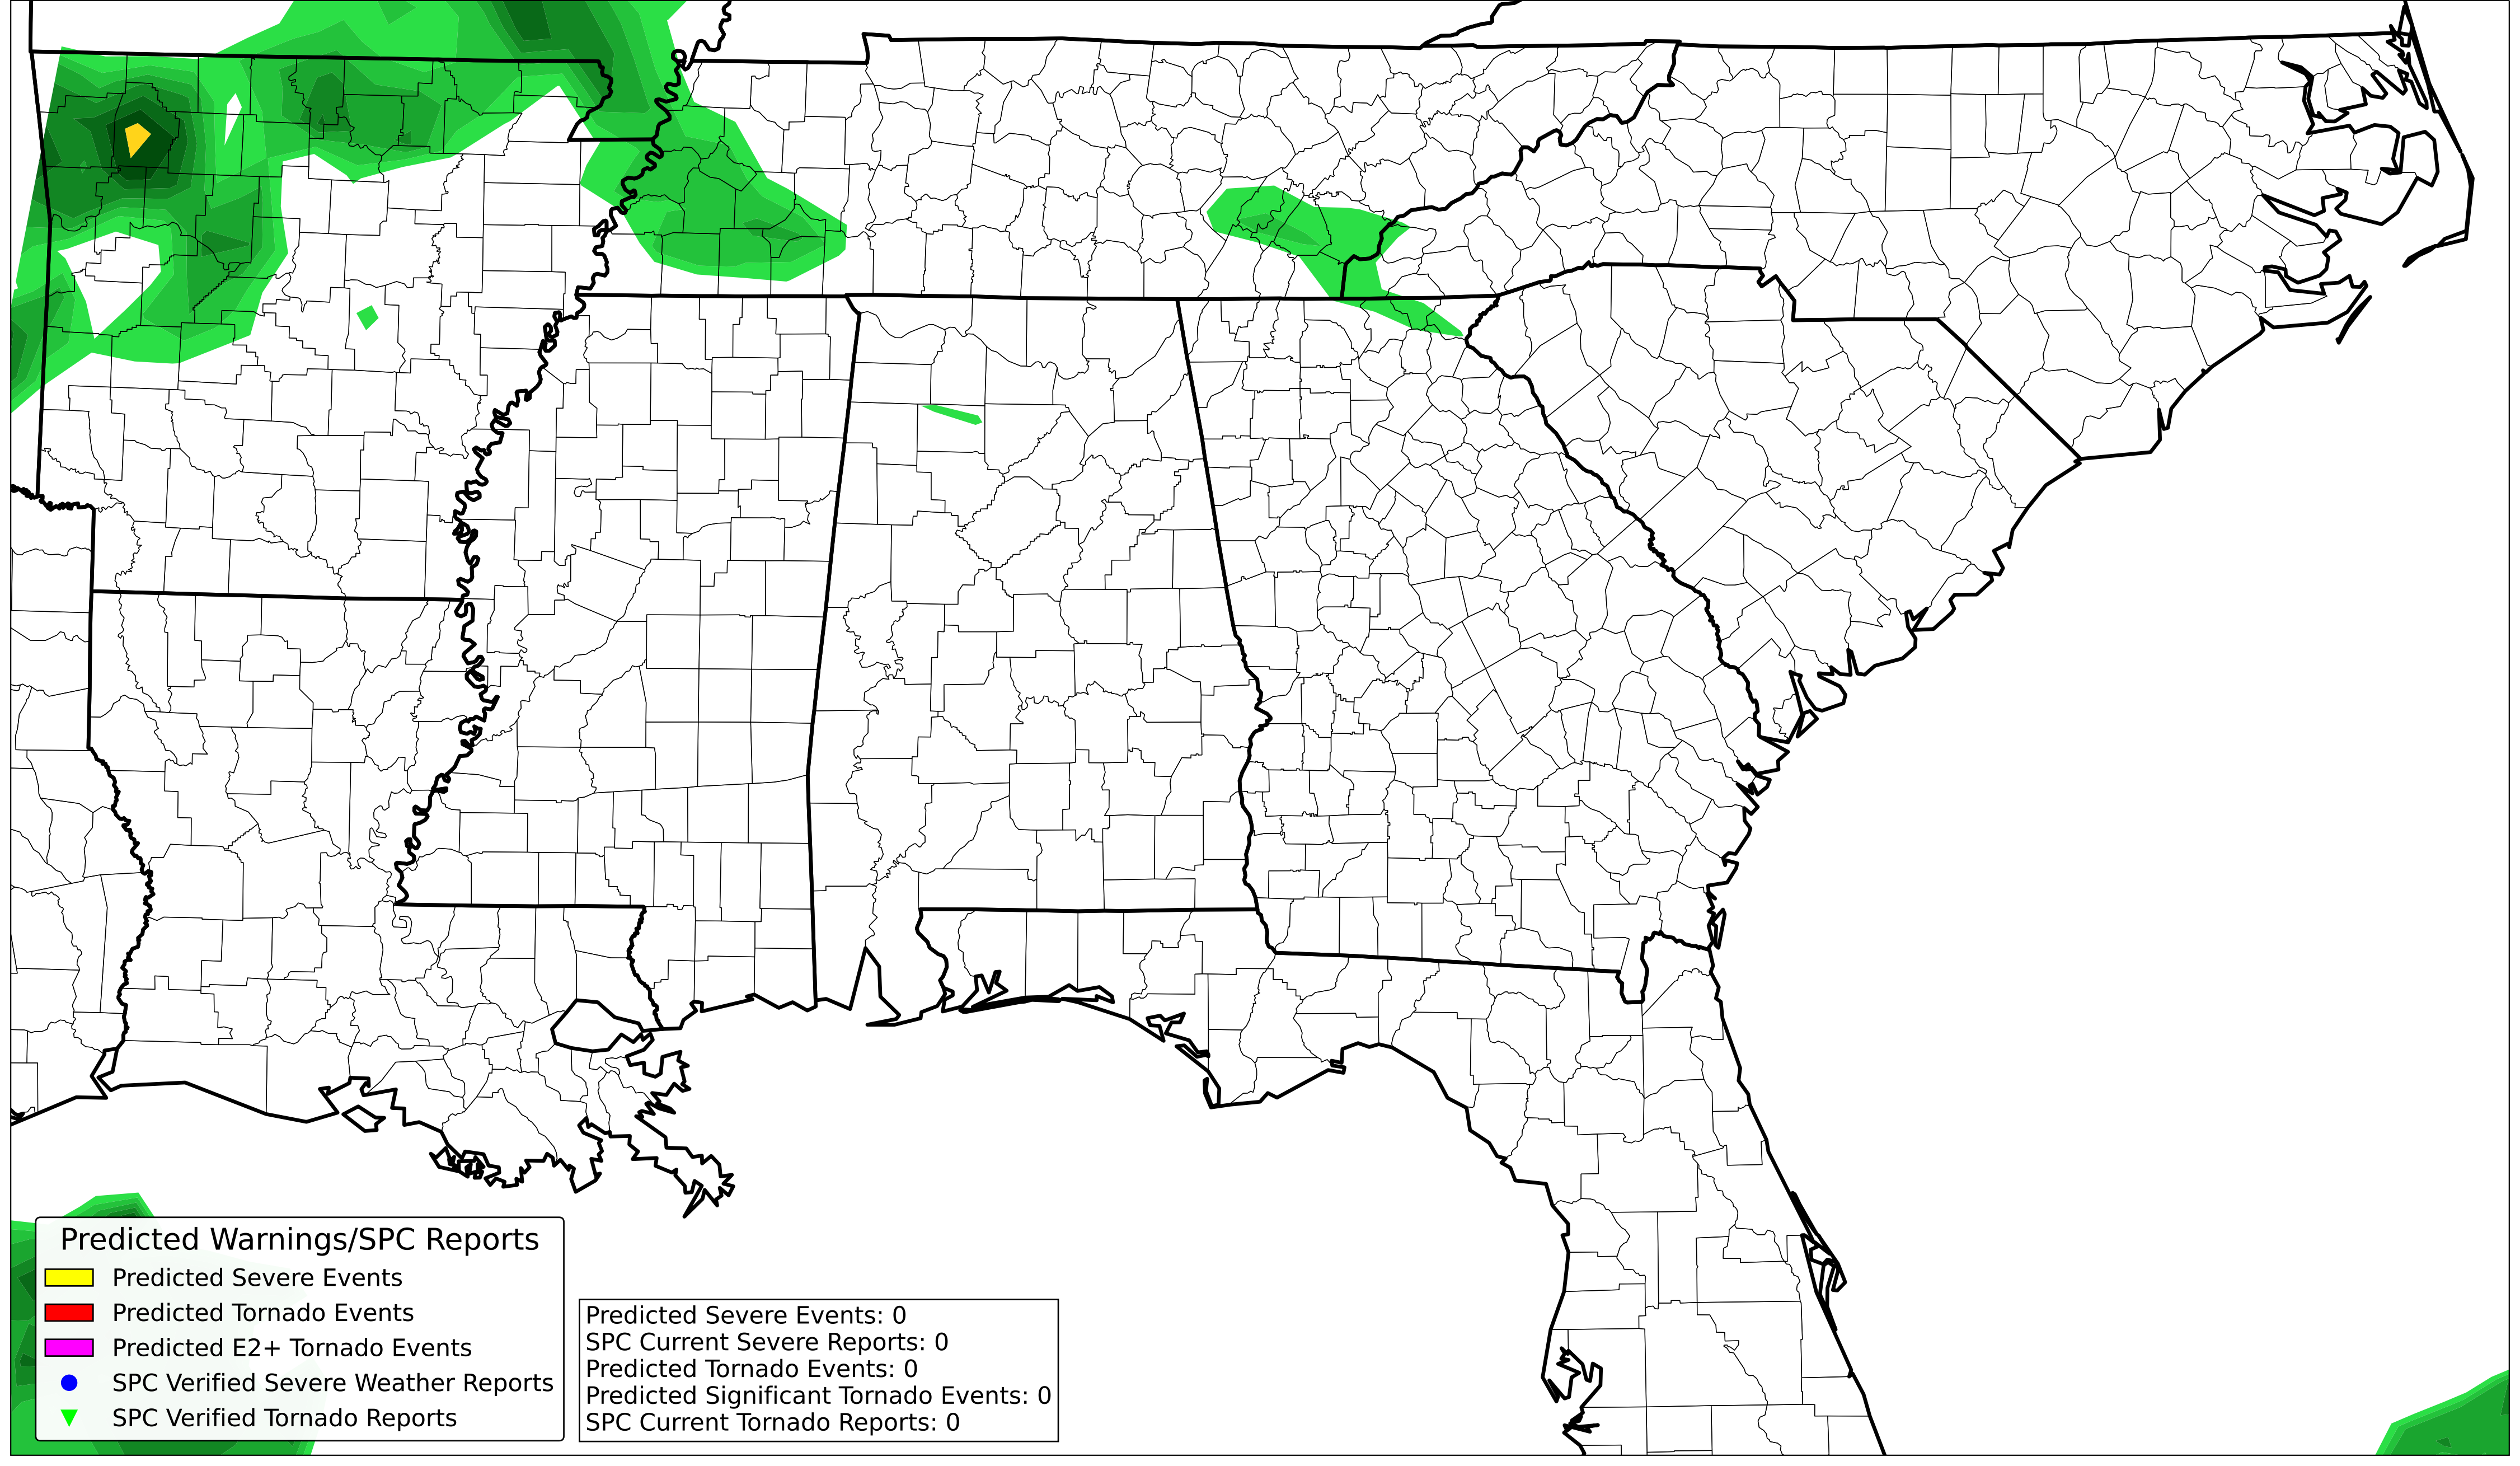 Predicted Warnings/SPC Reports
Predicted Severe Events
Predicted Tornado Events
Predicted E2+ Tornado Events
SPC Verified Severe Weather Reports
SPC Verified Tornado Reports
Predicted Severe Events: 0
SPC Current Severe Reports: 0
Predicted Tornado Events: 0
Predicted Significant Tornado Events: 0
SPC Current Tornado Reports: 0